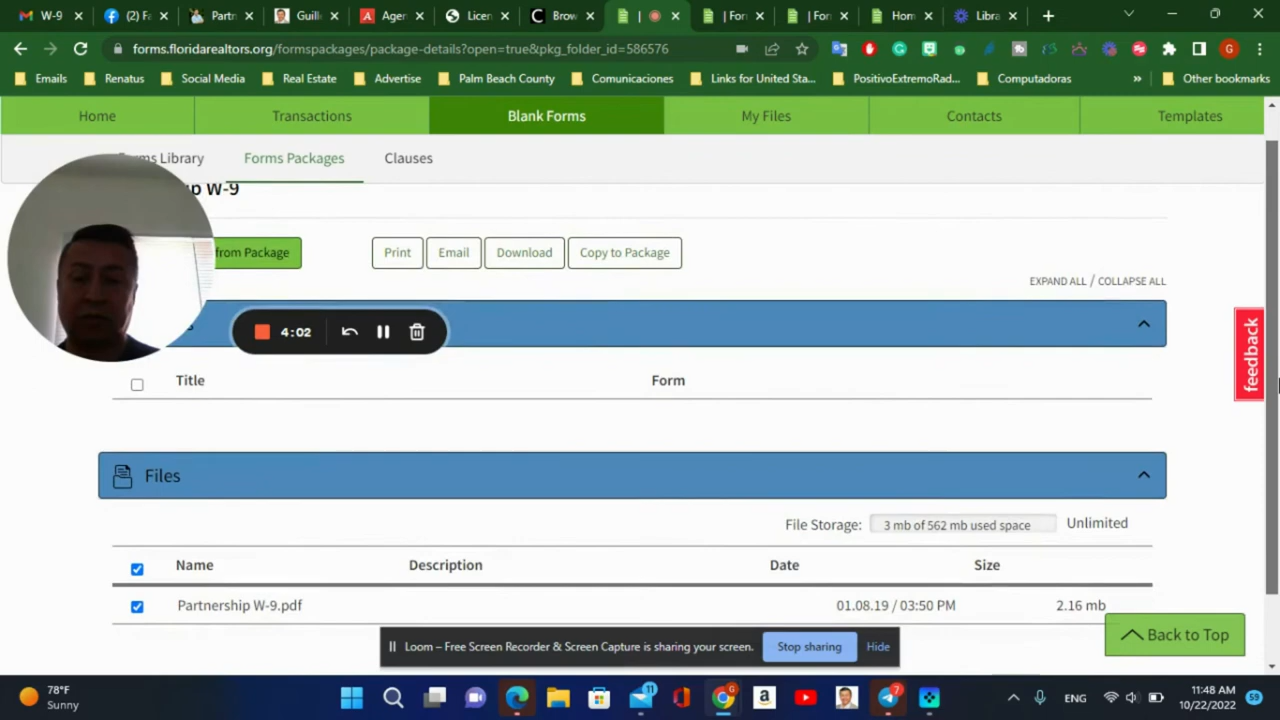 W-9
(2) Fa
Partn
Guille
Agen
Licen
Brow
|
| For
| For
Hom
Libra
forms.floridarealtors.org/formspackages/package-details?open=true&pkg_folder_id=586576
Emails
Renatus
Social Media
Real Estate
Advertise
Palm Beach County
Comunicaciones
Links for United Sta...
PositivoExtremoRad...
Computadoras
»
Other bookmarks
Home
Transactions
Blank Forms
My Files
Contacts
Templates
Forms Library
Forms Packages
Clauses
p W-9
from Package
Print
Email
Download
Copy to Package
EXPAND ALL / COLLAPSE ALL
4:02
feedback
Title
Form
Files
File Storage:
3 mb of 562 mb used space
Unlimited
Name
Description
Date
Size
Partnership W-9.pdf
01.08.19 / 03:50 PM
2.16 mb
Back to Top
Loom – Free Screen Recorder & Screen Capture is sharing your screen.
Stop sharing
Hide
78°F
Sunny
11
7
ENG
11:48 AM
10/22/2022
59